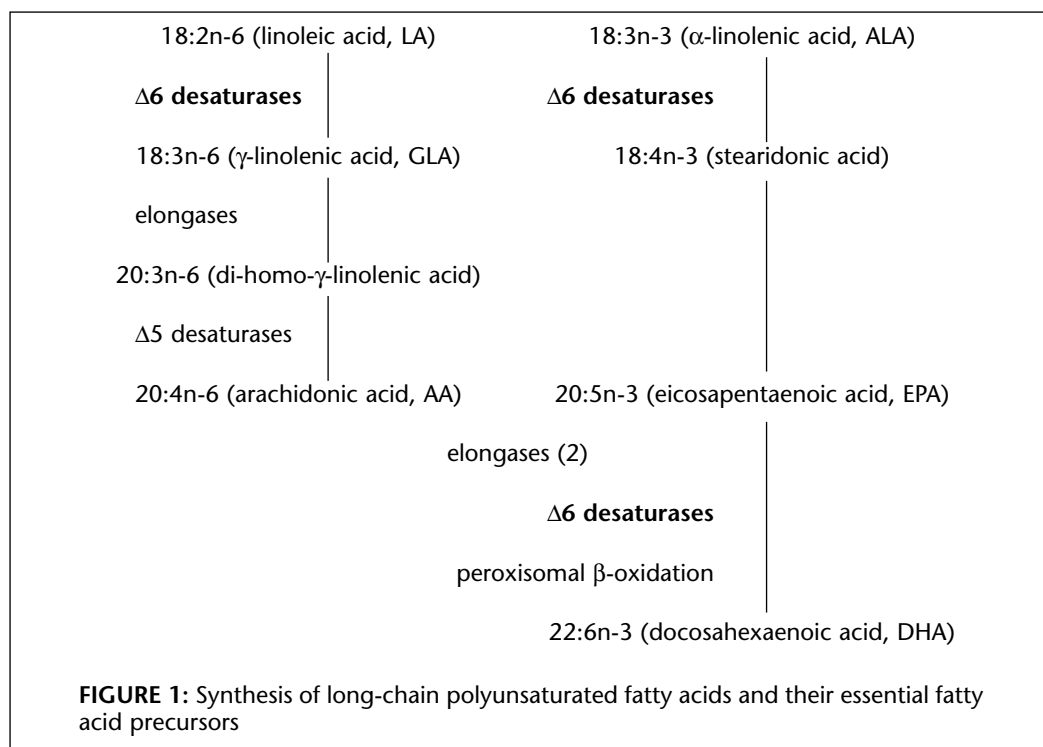 18:2n-6 (linoleic acid, LA)
18:3n-3 (α-linolenic acid, ALA)
Δ6 desaturases
Δ6 desaturases
18:3n-6 (γ-linolenic acid, GLA)
18:4n-3 (stearidonic acid)
elongases
20:3n-6 (di-homo-γ-linolenic acid)
Δ5 desaturases
20:4n-6 (arachidonic acid, AA)
20:5n-3 (eicosapentaenoic acid, EPA)
elongases (2)
Δ6 desaturases
peroxisomal β-oxidation
22:6n-3 (docosahexaenoic acid, DHA)
FIGURE 1: Synthesis of long-chain polyunsaturated fatty acids and their essential fatty
acid precursors